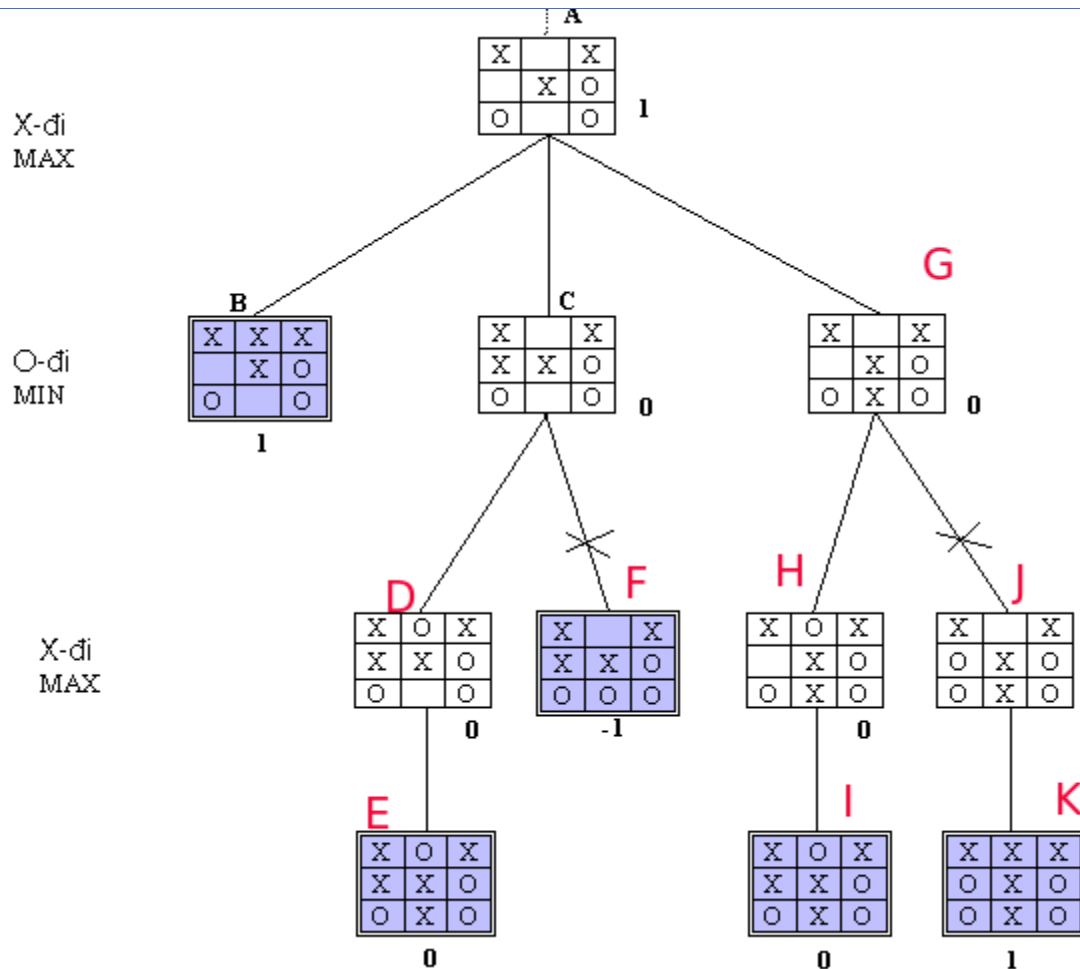 A
X X
X O
O O
1
X-đi
MAX
G
B
C
X X X
X O
O O
1
X X
X X O
O O
0
X X
X O
O X O
0
O-đi
MIN
D
F
H
J
X O X
X X O
O O
0
X X
X X O
O O O
-1
X O X
X O
O X O
0
X X
O X O
O X O
X-đi
MAX
E
I
K
X O X
X X O
O X O
0
X O X
X X O
O X O
0
X X X
O X O
O X O
1